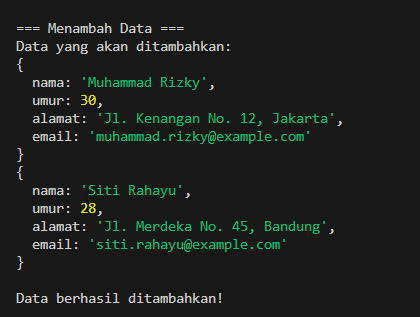 === Menambah Data ===
Data yang akan ditambahkan:
{
  nama: 'Muhammad Rizky',
  umur: 30,
  alamat: 'Jl. Kenangan No. 12, Jakarta',
  email: 'muhammad.rizky@example.com'
}
{
  nama: 'Siti Rahayu',
  umur: 28,
  alamat: 'Jl. Merdeka No. 45, Bandung',
  email: 'siti.rahayu@example.com'
}

Data berhasil ditambahkan!